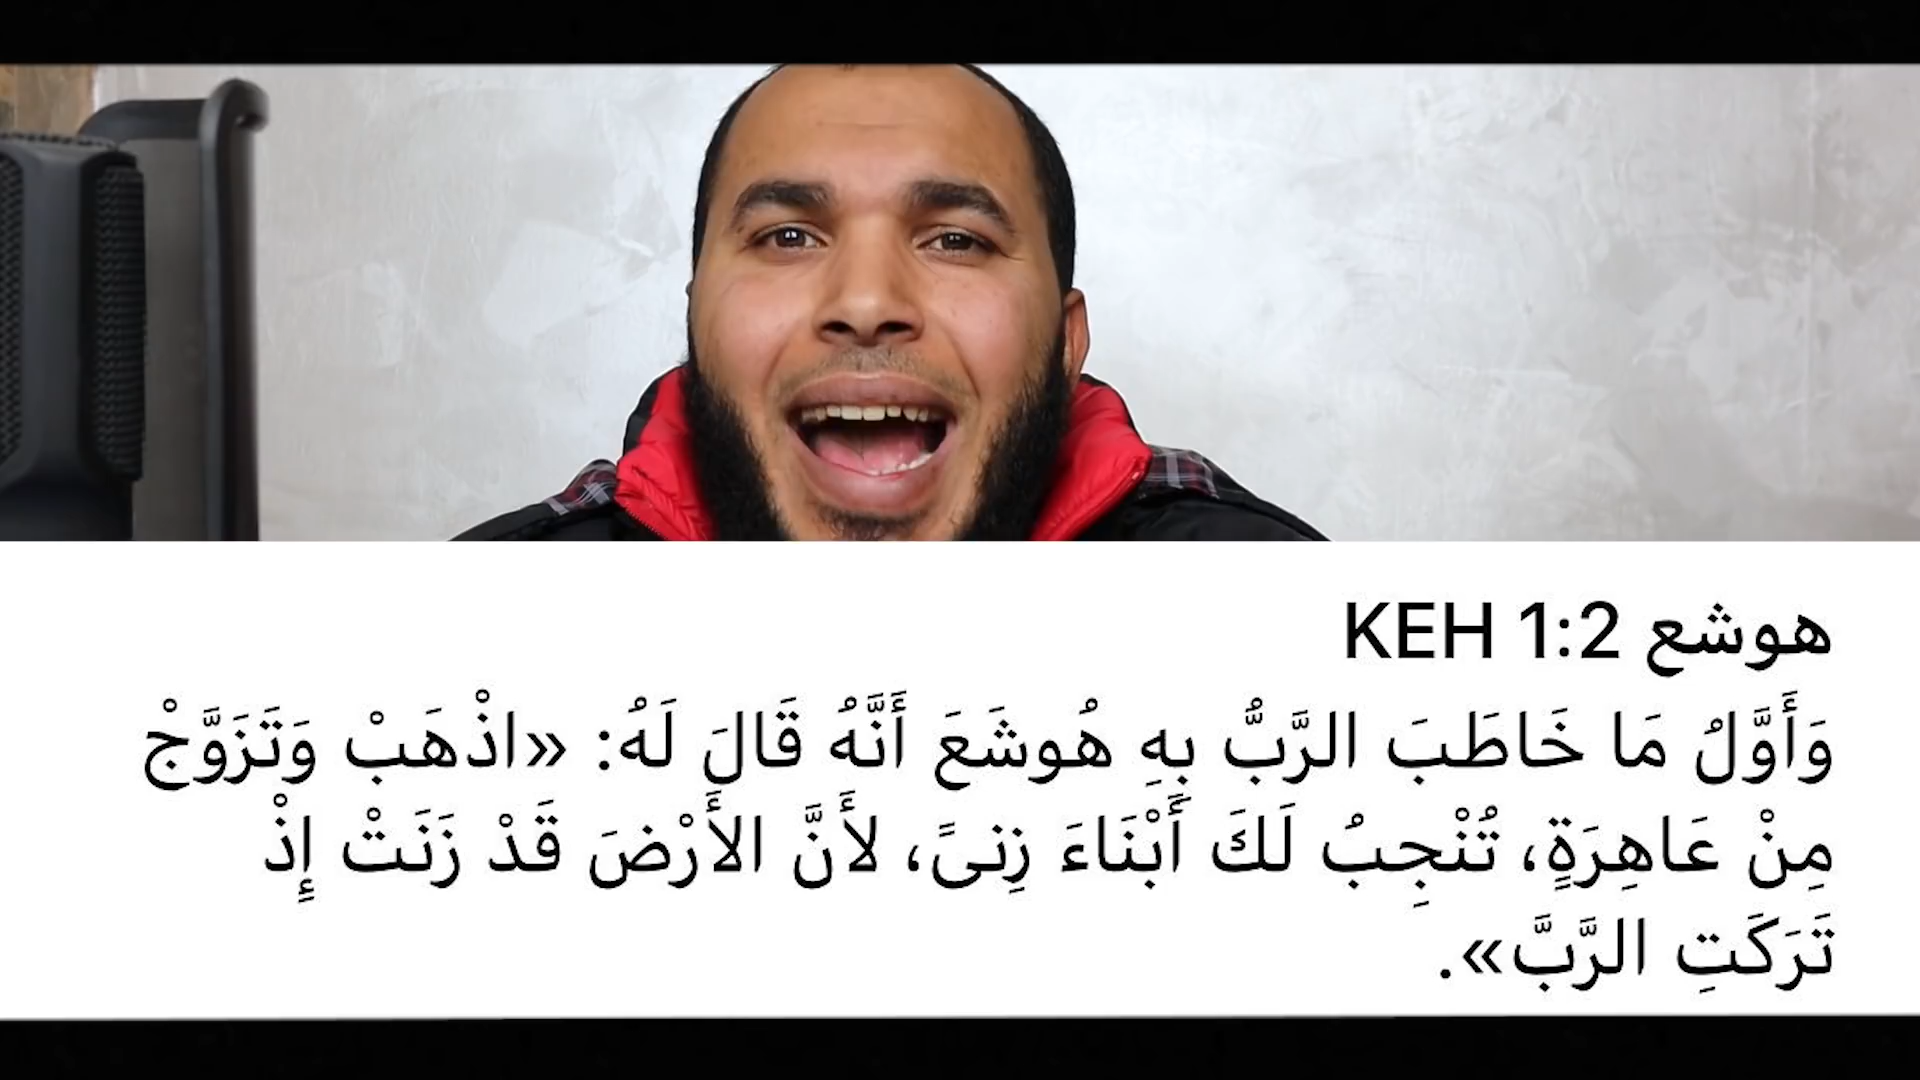 هوشع 1:2 KEH
وَأَوَّلُ مَا خَاطَبَ الرَّبُّ بِهِ هُوشَعَ أَنَّهُ قَالَ لَهُ: «اذْهَبْ وَتَزَوَّجْ
مِنْ عَاهِرَةٍ، تُنْجِبُ لَكَ أَبْنَاءَ زِنىً، لأَنَّ الأَرْضَ قَدْ زَنَتْ إِذْ
تَرَكَتِ الرَّبَّ».